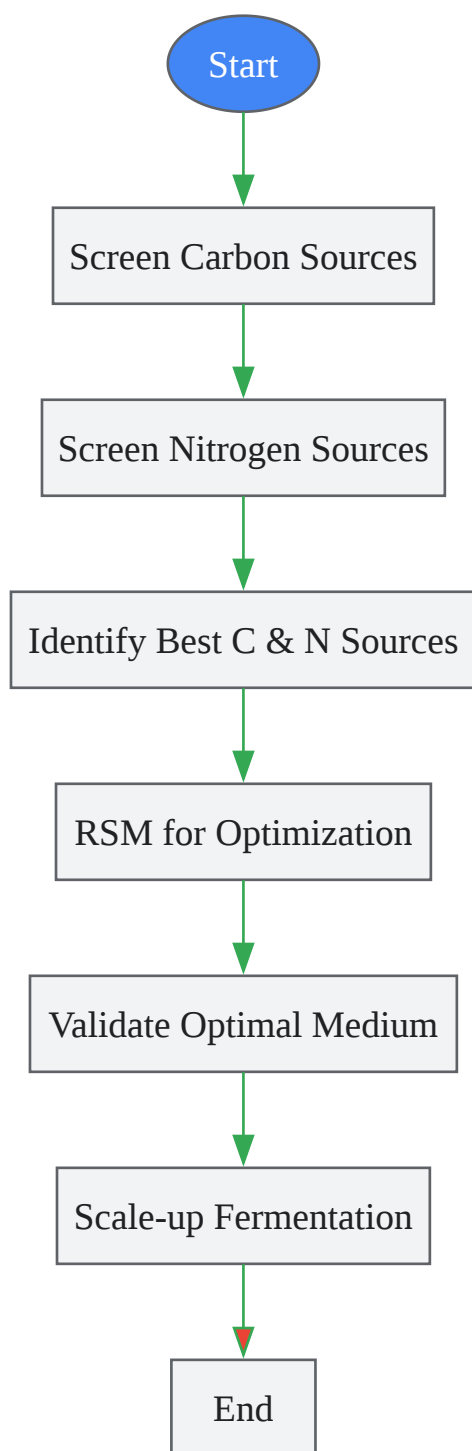 Start
Screen Carbon Sources
Screen Nitrogen Sources
Identify Best C & N Sources
RSM for Optimization
Validate Optimal Medium
Scale-up Fermentation
End